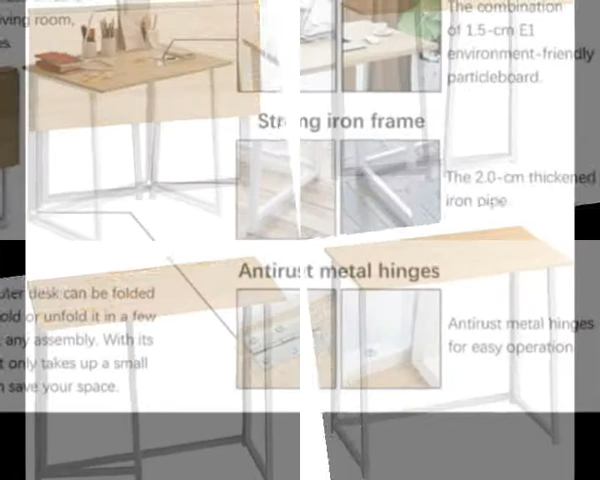 The combination
of 1.5-cm E1
environment-friendly
particleboard.
living room,
Strong iron frame
The 2.0-cm thickened
iron pipe
Antirust metal hinges
Antirust metal hinges
for easy operation
desk can be folded
or unfold it in a few
any assembly. With its
only takes up a small
save your space.